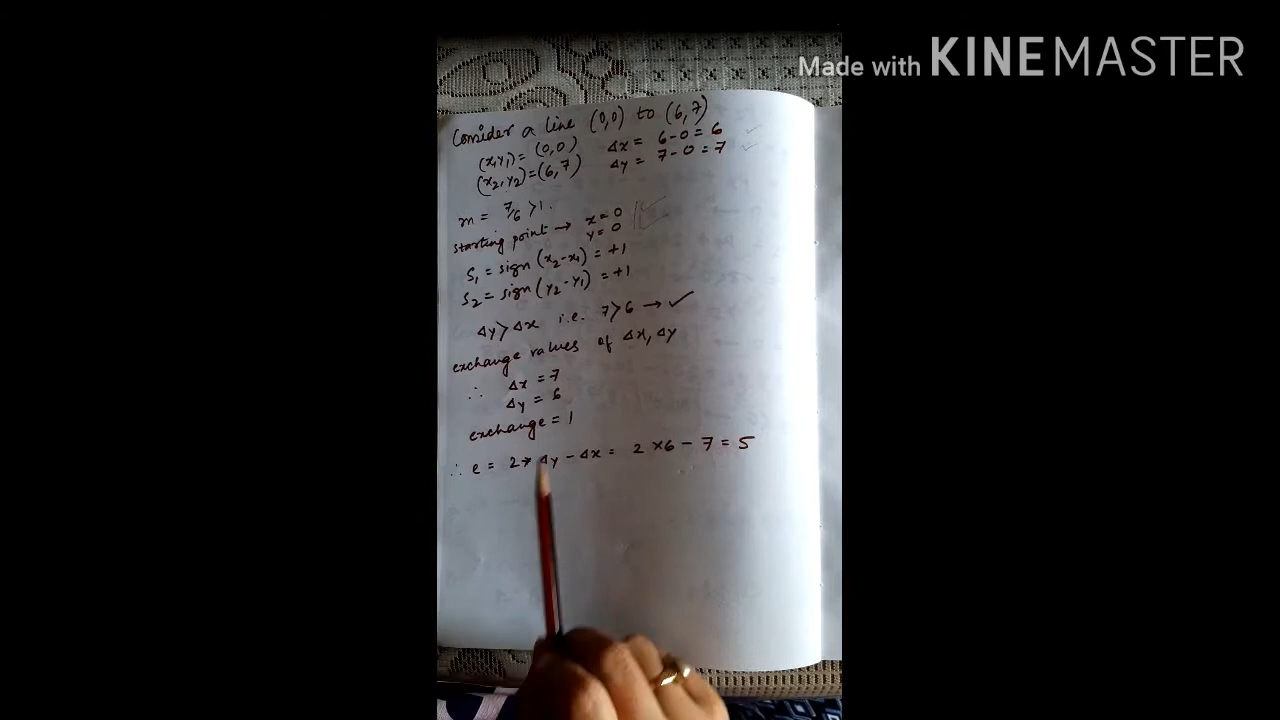 Made with KINEMASTER
Consider a line (0,0) to (6,7)
(x₁y₁) = (0,0) Δx = 6-0 = 6
(x₂,y₂) = (6,7) Δy = 7-0 = 7
m = 7/6 >1.
starting point → x = 0
y = 0
S₁ = sign (x₂-x₁) = +1
S₂ = sign (y₂-y₁) = +1
Δy > Δx i.e. 7>6 → ✓
exchange values of Δx, Δy
∴ Δx = 7
Δy = 6
exchange = 1
∴ e = 2*Δy - Δx = 2×6 - 7 = 5